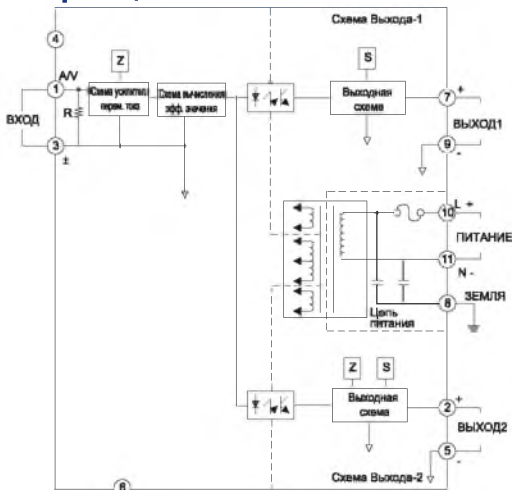 Схема Выхода-1
4
Z
S
1
A/V
Схема усилителя
перем. тока
Схема вычисления
эфф. значения
Выходная
схема
7
+
R
ВХОД
ВЫХОД1
3
±
9
-
10
L +
ПИТАНИЕ
11
N -
8
ЗЕМЛЯ
Цепь
питания
Z
S
Выходная
схема
2
+
ВЫХОД2
5
-
Схема Выхода-2
6